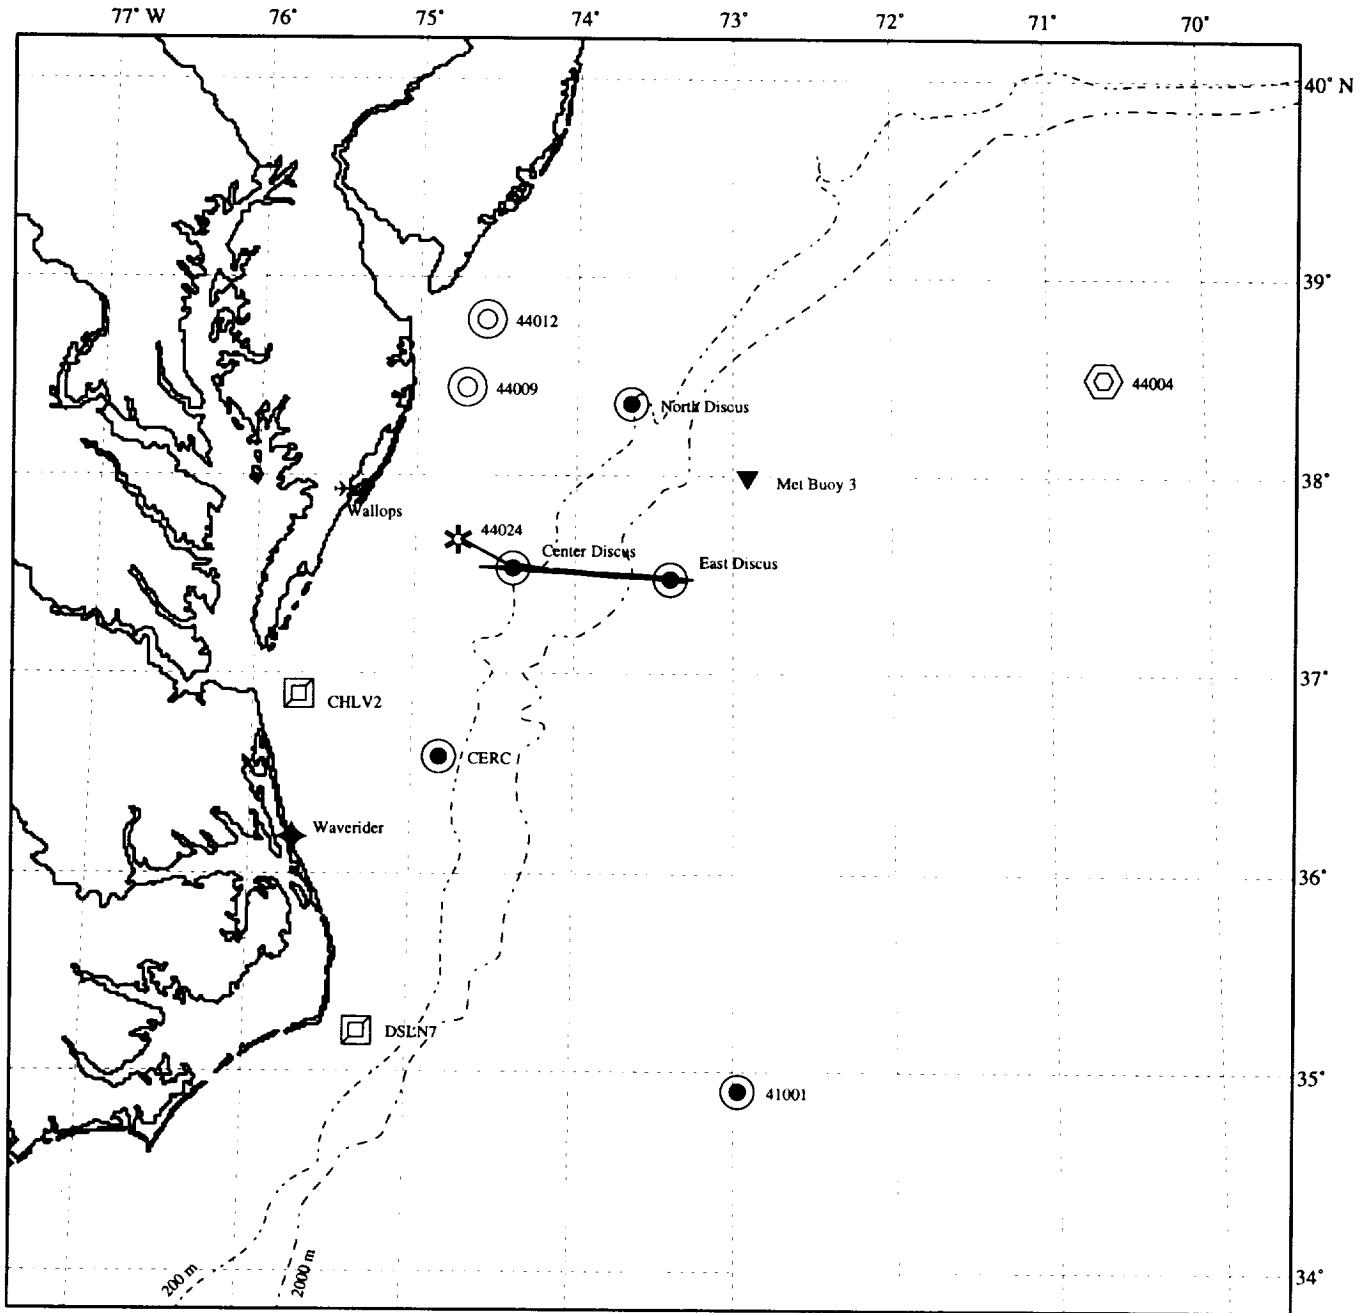 77° W 76° 75° 74° 73° 72° 71° 70°
40° N
39°
44012
44004
44009
North Discus
38°
Met Buoy 3
Wallops
44024
Center Discus
East Discus
37°
CHLV2
CERC
Waverider
36°
DSLN7
35°
41001
34°
200 m
2000 m